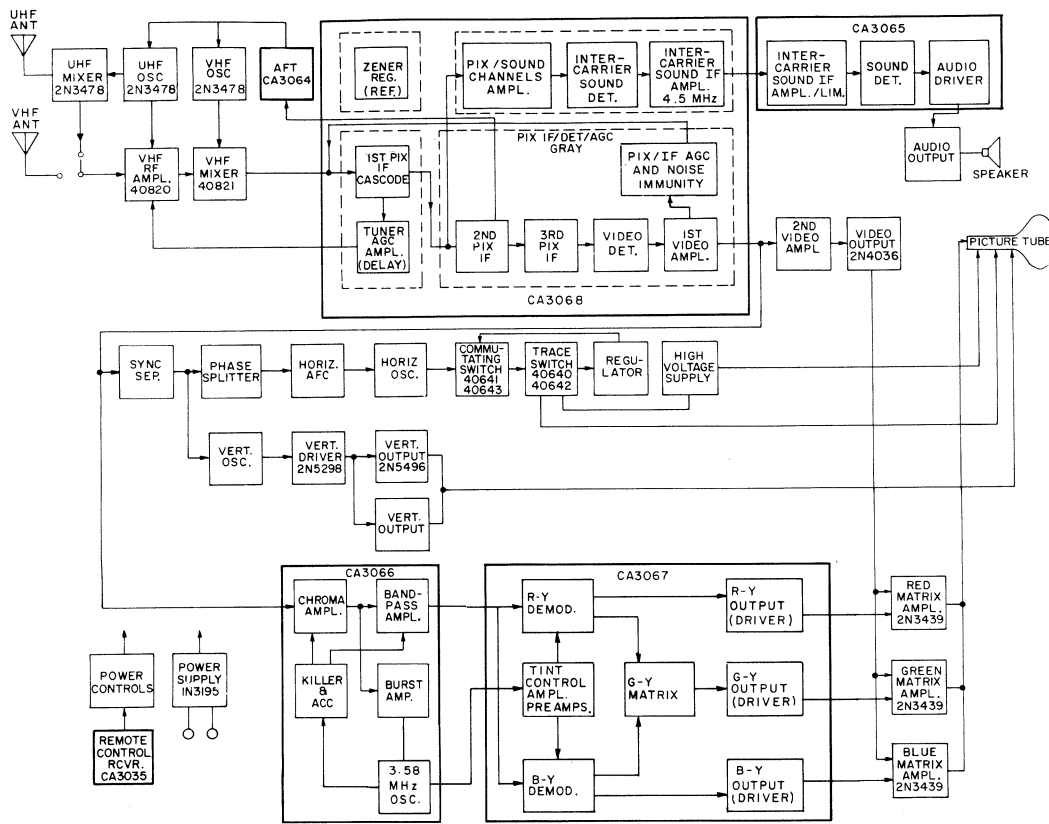 UHF
ANT
UHF
MIXER
2N3478
UHF
OSC
2N3478
VHF
OSC
2N3478
AFT
CA3064
VHF
ANT
VHF
RF
AMPL.
40820
VHF
MIXER
40821
ZENER
REG.
(REF.)
PIX/SOUND
CHANNELS
AMPL.
INTER-
CARRIER
SOUND
DET.
INTER-
CARRIER
SOUND IF
AMPL.
4.5 MHz
CA3065
INTER-
CARRIER
SOUND IF
AMPL./LIM.
SOUND
DET.
AUDIO
DRIVER
AUDIO
OUTPUT
SPEAKER
1ST PIX
IF
CASCODE
TUNER
AGC
AMPL.
(DELAY)
PIX IF/DET/AGC
GRAY
PIX/IF AGC
AND NOISE
IMMUNITY
2ND
PIX
IF
3RD
PIX
IF
VIDEO
DET.
1ST
VIDEO
AMPL.
CA3068
2ND
VIDEO
AMPL
VIDEO
OUTPUT
2N4036
PICTURE TUBE
SYNC
SEP.
PHASE
SPLITTER
HORIZ.
AFC
HORIZ
OSC.
COMMU-
TATING
SWITCH
40641
40643
TRACE
SWITCH
40640
40642
REGU-
LATOR
HIGH
VOLTAGE
SUPPLY
VERT.
OSC.
VERT.
DRIVER
2N5298
VERT.
OUTPUT
2N5496
VERT.
OUTPUT
CA3066
CHROMA
AMPL.
BAND-
PASS
AMPL.
KILLER
&
ACC
BURST
AMP.
3.58
MHz
OSC.
CA3067
R-Y
DEMOD.
TINT
CONTROL
AMPL.
PREAMPS.
B-Y
DEMOD.
G-Y
MATRIX
R-Y
OUTPUT
(DRIVER)
G-Y
OUTPUT
(DRIVER)
B-Y
OUTPUT
(DRIVER)
RED
MATRIX
AMPL.
2N3439
GREEN
MATRIX
AMPL.
2N3439
BLUE
MATRIX
AMPL.
2N3439
POWER
CONTROLS
POWER
SUPPLY
IN3195
REMOTE
CONTROL
RCVR.
CA3035